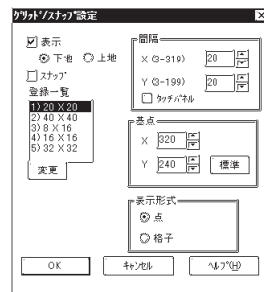 ｸﾞﾘｯﾄﾞ/ｽﾅｯﾌﾟ設定
表示
下地 上地
ｽﾅｯﾌﾟ
登録一覧
1) 20 X 20
2) 40 X 40
3) 8 X 16
4) 16 X 16
5) 32 X 32
変更
間隔
X (3-319) 20
Y (3-199) 20
ﾀｯﾁﾊﾟﾈﾙ
基点
X 320
Y 240 標準
表示形式
点
格子
OK ｷｬﾝｾﾙ ﾍﾙﾌﾟ(H)